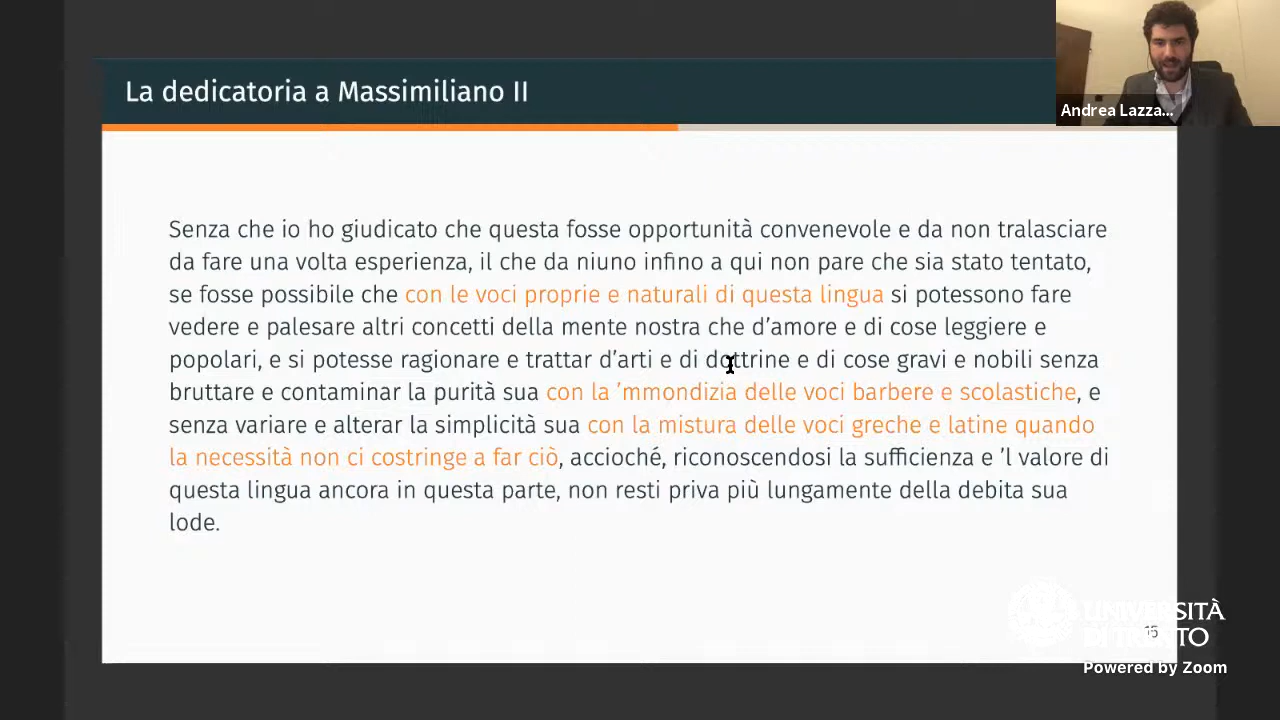 La dedicatoria a Massimiliano II
Andrea Lazza...
Senza che io ho giudicato che questa fosse opportunità convenevole e da non tralasciare
da fare una volta esperienza, il che da niuno infino a qui non pare che sia stato tentato,
se fosse possibile che con le voci proprie e naturali di questa lingua si potessono fare
vedere e palesare altri concetti della mente nostra che d’amore e di cose leggiere e
popolari, e si potesse ragionare e trattar d’arti e di dottrine e di cose gravi e nobili senza
bruttare e contaminar la purità sua con la ’mmondizia delle voci barbere e scolastiche, e
senza variare e alterar la simplicità sua con la mistura delle voci greche e latine quando
la necessità non ci costringe a far ciò, accioché, riconoscendosi la sufficienza e ’l valore di
questa lingua ancora in questa parte, non resti priva più lungamente della debita sua
lode.
UNIVERSITÀ
DI TRENTO
15
Powered by Zoom